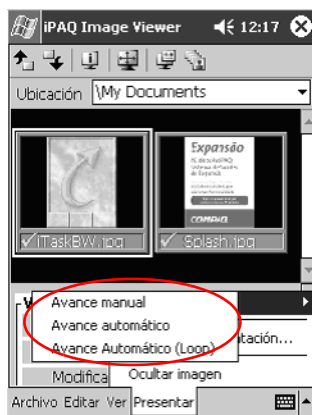 iPAQ Image Viewer 12:17
Ubicación \My Documents
Expansão
COMPAQ
iTaskBW.jpg Splash.jpg
Avance manual
Avance automático
Avance Automático (Loop) ntación...
Modifica Ocultar imagen
Archivo Editar Ver Presentar